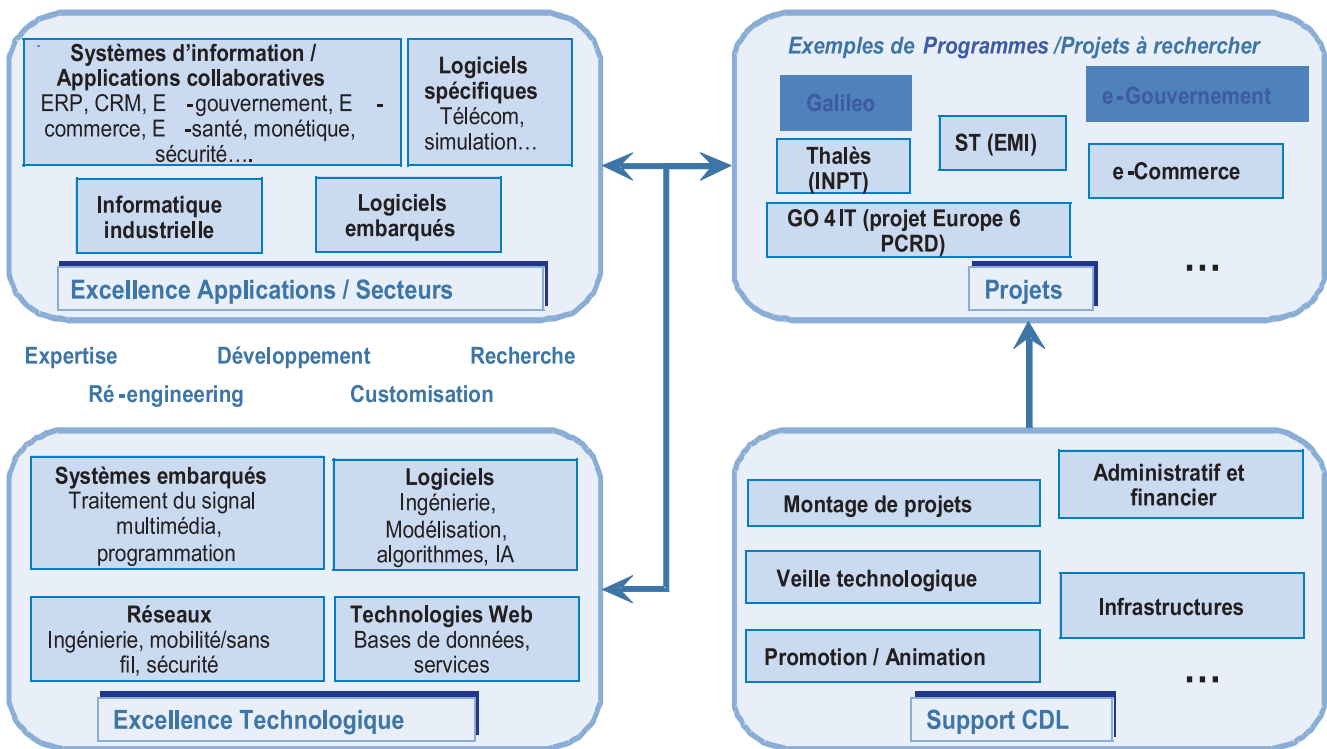 Systèmes d’information /
Applications collaboratives
ERP, CRM, E -gouvernement, E -
commerce, E -santé, monétique,
sécurité….
Logiciels
spécifiques
Télécom,
simulation…
Informatique
industrielle
Logiciels
embarqués
Excellence Applications / Secteurs
Exemples de Programmes /Projets à rechercher
Galileo
e-Gouvernement
ST (EMI)
Thalès
(INPT)
e-Commerce
GO 4IT (projet Europe 6
PCRD)
…
Projets
Expertise
Développement
Recherche
Ré-engineering
Customisation
Systèmes embarqués
Traitement du signal
multimédia,
programmation
Logiciels
Ingénierie,
Modélisation,
algorithmes, IA
Réseaux
Ingénierie, mobilité/sans
fil, sécurité
Technologies Web
Bases de données,
services
Excellence Technologique
Administratif et
financier
Montage de projets
Veille technologique
Infrastructures
Promotion / Animation
…
Support CDL